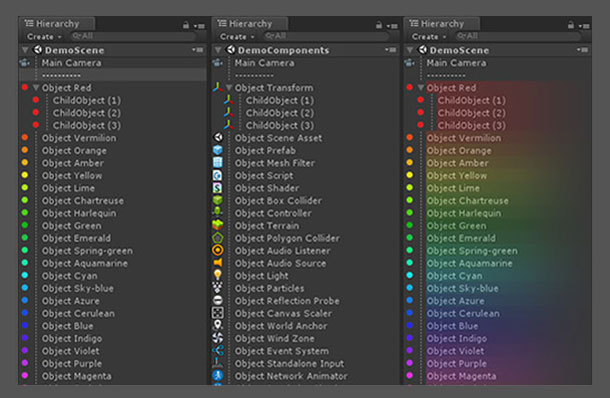 Hierarchy
Create
All
DemoScene
Main Camera
----------
Object Red
ChildObject (1)
ChildObject (2)
ChildObject (3)
Object Vermilion
Object Orange
Object Amber
Object Yellow
Object Lime
Object Chartreuse
Object Harlequin
Object Green
Object Emerald
Object Spring-green
Object Aquamarine
Object Cyan
Object Sky-blue
Object Azure
Object Cerulean
Object Blue
Object Indigo
Object Violet
Object Purple
Object Magenta
Hierarchy
Create
All
DemoComponents
Main Camera
----------
Object Transform
ChildObject (1)
ChildObject (2)
ChildObject (3)
Object Scene Asset
Object Prefab
Object Mesh Filter
Object Script
Object Shader
Object Box Collider
Object Controller
Object Terrain
Object Polygon Collider
Object Audio Listener
Object Audio Source
Object Light
Object Particles
Object Reflection Probe
Object Canvas Scaler
Object World Anchor
Object Wind Zone
Object Event System
Object Standalone Input
Object Network Animator
Hierarchy
Create
All
DemoScene
Main Camera
----------
Object Red
ChildObject (1)
ChildObject (2)
ChildObject (3)
Object Vermilion
Object Orange
Object Amber
Object Yellow
Object Lime
Object Chartreuse
Object Harlequin
Object Green
Object Emerald
Object Spring-green
Object Aquamarine
Object Cyan
Object Sky-blue
Object Azure
Object Cerulean
Object Blue
Object Indigo
Object Violet
Object Purple
Object Magenta